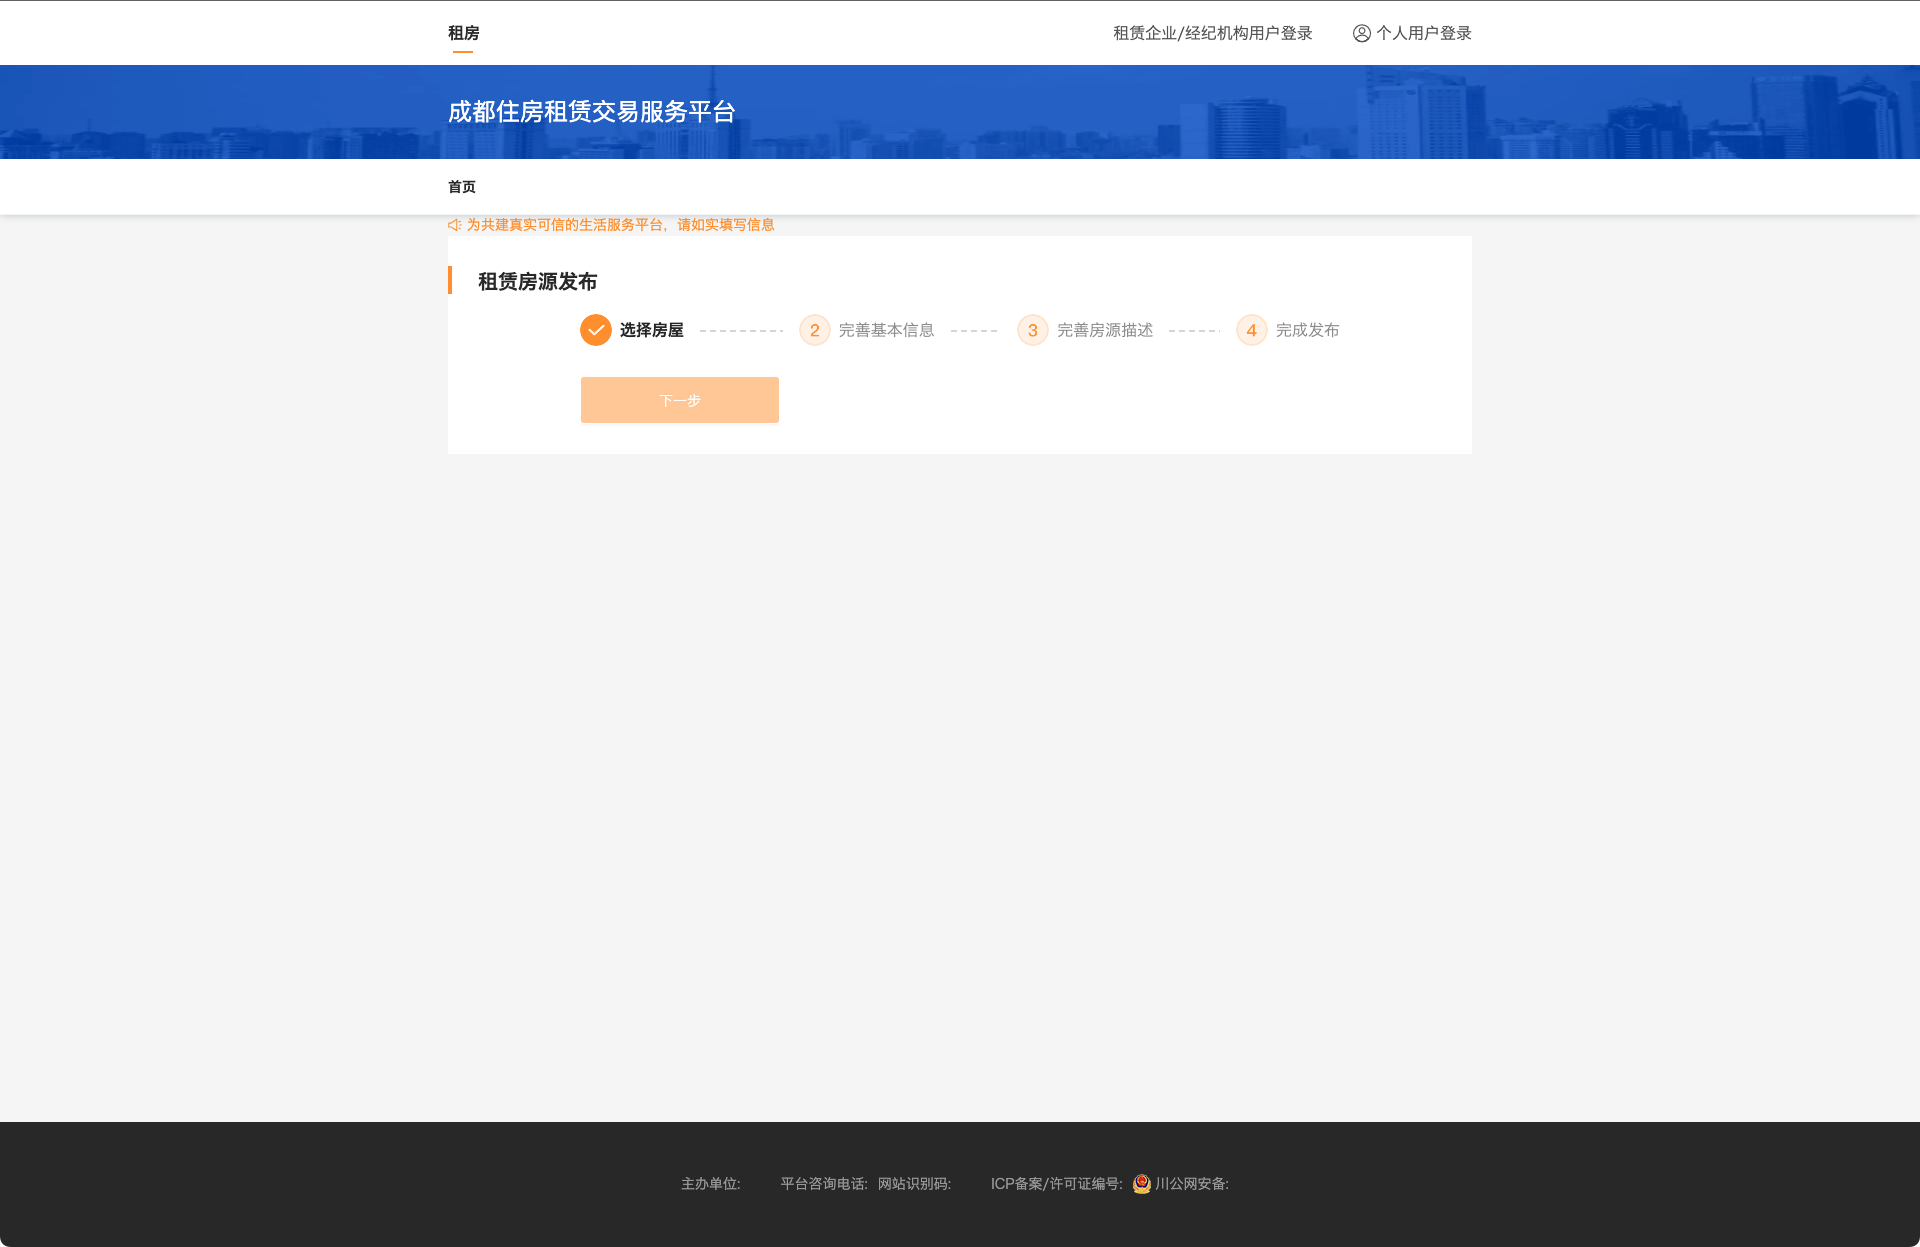 租房
租赁企业/经纪机构用户登录
个人用户登录
成都住房租赁交易服务平台
首页
为共建真实可信的生活服务平台，请如实填写信息
租赁房源发布
选择房屋
2 完善基本信息
3 完善房源描述
4 完成发布
下一步
主办单位: 平台咨询电话: 网站识别码: ICP备案/许可证编号: 川公网安备: